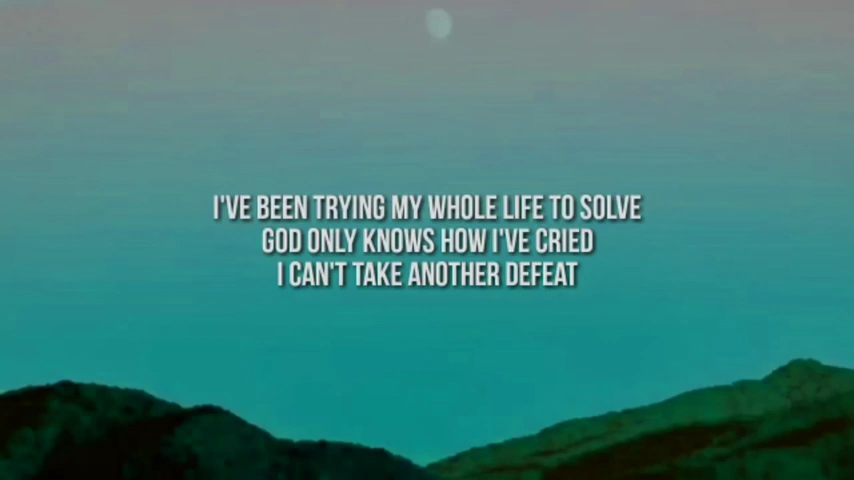 I'VE BEEN TRYING MY WHOLE LIFE TO SOLVE
GOD ONLY KNOWS HOW I'VE CRIED
I CAN'T TAKE ANOTHER DEFEAT